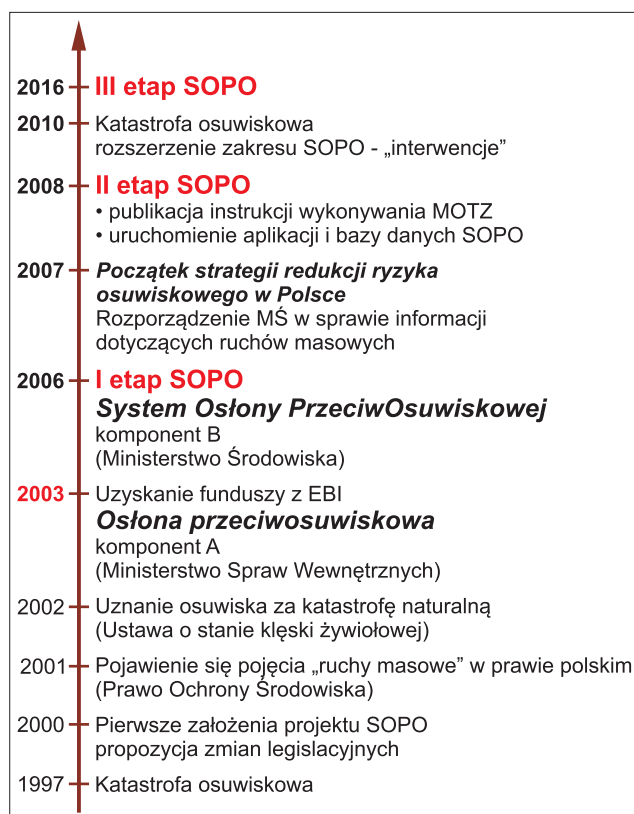 2016 III etap SOPO
2010 Katastrofa osuwiskowa
rozszerzenie zakresu SOPO - „interwencje”
2008 II etap SOPO
• publikacja instrukcji wykonywania MOTZ
• uruchomienie aplikacji i bazy danych SOPO
2007 Początek strategii redukcji ryzyka
osuwiskowego w Polsce
Rozporządzenie MŚ w sprawie informacji
dotyczących ruchów masowych
2006 I etap SOPO
System Osłony PrzeciwOsuwiskowej
komponent B
(Ministerstwo Środowiska)
2003 Uzyskanie funduszy z EBI
Osłona przeciwosuwiskowa
komponent A
(Ministerstwo Spraw Wewnętrznych)
2002 Uznanie osuwiska za katastrofę naturalną
(Ustawa o stanie klęski żywiołowej)
2001 Pojawienie się pojęcia „ruchy masowe” w prawie polskim
(Prawo Ochrony Środowiska)
2000 Pierwsze założenia projektu SOPO
propozycja zmian legislacyjnych
1997 Katastrofa osuwiskowa